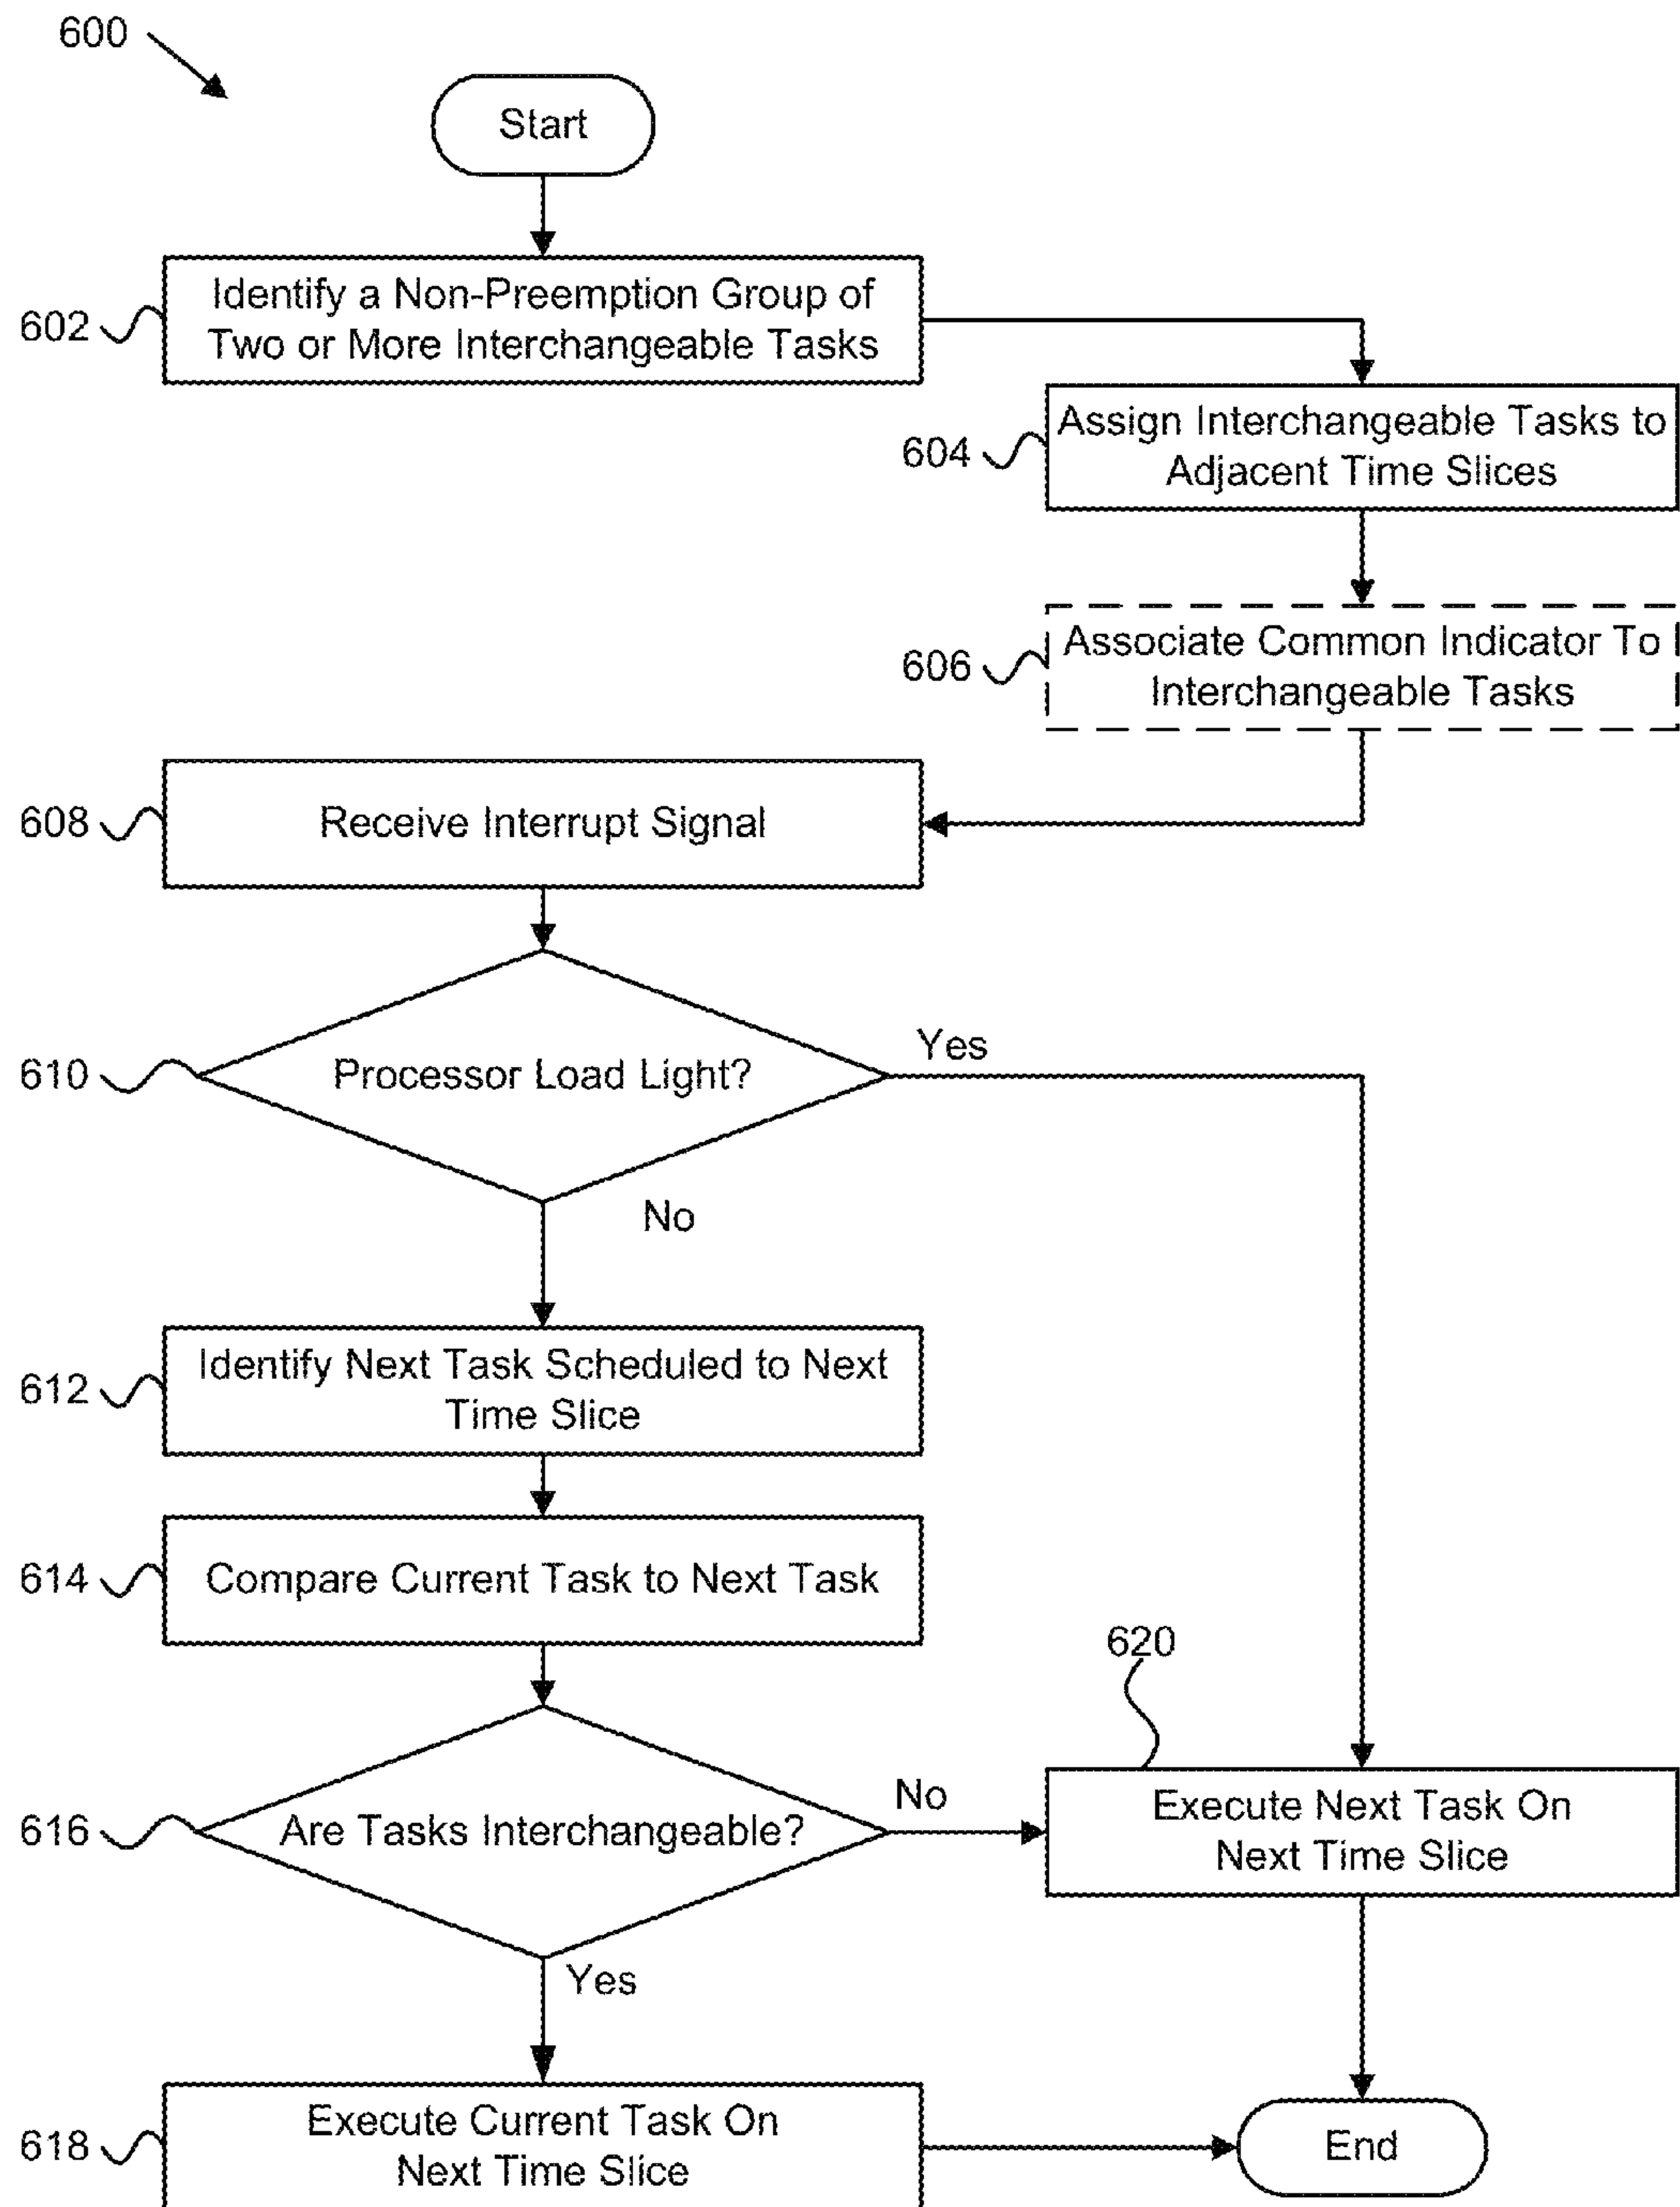 600
Start
602
Identify a Non-Preemption Group of
Two or More Interchangeable Tasks
604
Assign Interchangeable Tasks to
Adjacent Time Slices
606
Associate Common Indicator To
Interchangeable Tasks
608
Receive Interrupt Signal
610
Processor Load Light?
Yes
No
612
Identify Next Task Scheduled to Next
Time Slice
614
Compare Current Task to Next Task
616
Are Tasks Interchangeable?
No
Yes
620
Execute Next Task On
Next Time Slice
618
Execute Current Task On
Next Time Slice
End